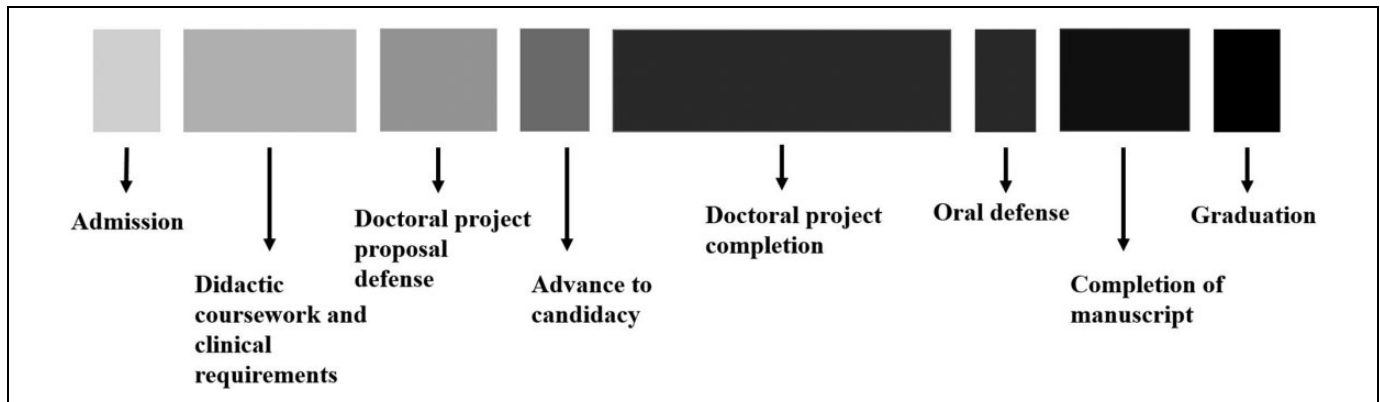 Admission
Didactic
coursework and
clinical
requirements
Doctoral project
proposal
defense
Advance to
candidacy
Doctoral project
completion
Oral defense
Completion of
manuscript
Graduation